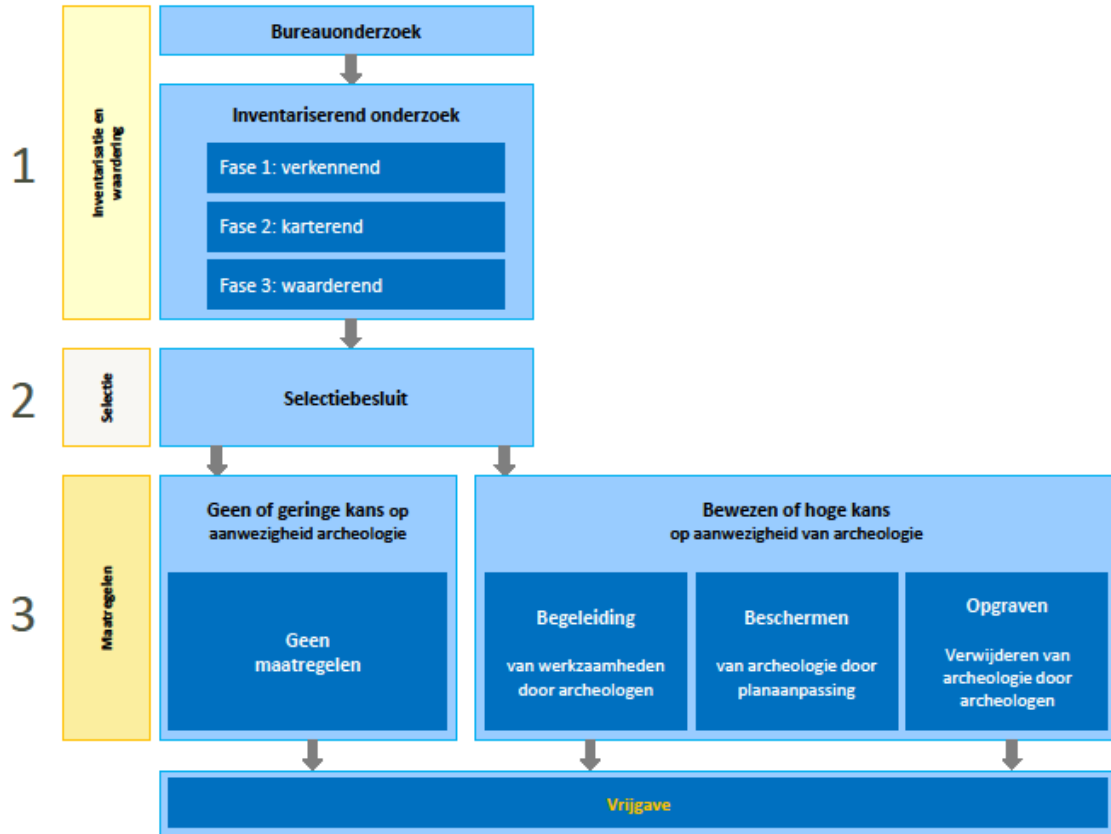 Bureauonderzoek
1
Inventarisatie en
waardering
Inventariserend onderzoek
Fase 1: verkennend
Fase 2: karterend
Fase 3: waarderend
2
Selectie
Selectiebesluit
3
Maatregelen
Geen of geringe kans op
aanwezigheid archeologie
Geen
maatregelen
Bewezen of hoge kans
op aanwezigheid van archeologie
Begeleiding
van werkzaamheden
door archeologen
Beschermen
van archeologie door
planaanpassing
Opgraven
Verwijderen van
archeologie door
archeologen
Vrijgave